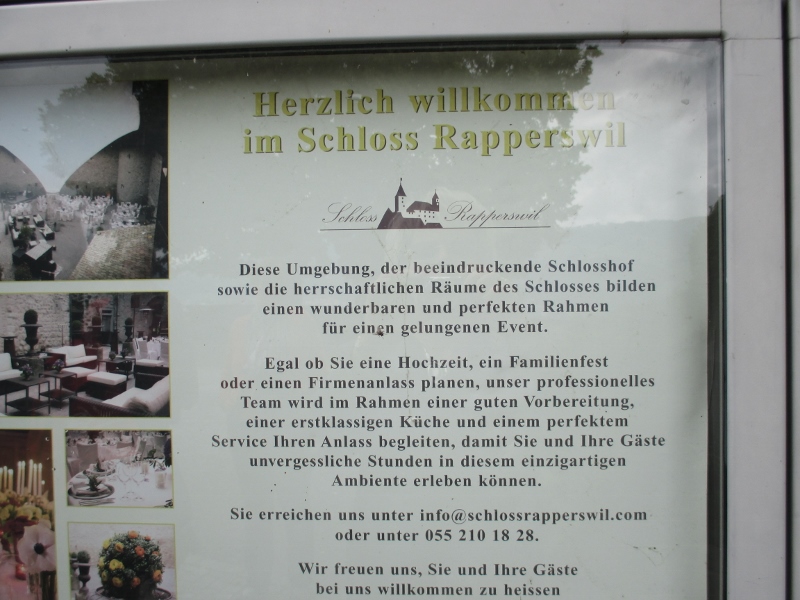 Herzlich willkommen
im Schloss Rapperswil
Schloss Rapperswil
Diese Umgebung, der beeindruckende Schlosshof
sowie die herrschaftlichen Räume des Schlosses bilden
einen wunderbaren und perfekten Rahmen
für einen gelungenen Event.
Egal ob Sie eine Hochzeit, ein Familienfest
oder einen Firmenanlass planen, unser professionelles
Team wird im Rahmen einer guten Vorbereitung,
einer erstklassigen Küche und einem perfektem
Service Ihren Anlass begleiten, damit Sie und Ihre Gäste
unvergessliche Stunden in diesem einzigartigen
Ambiente erleben können.
Sie erreichen uns unter info@schlossrapperswil.com
oder unter 055 210 18 28.
Wir freuen uns, Sie und Ihre Gäste
bei uns willkommen zu heissen